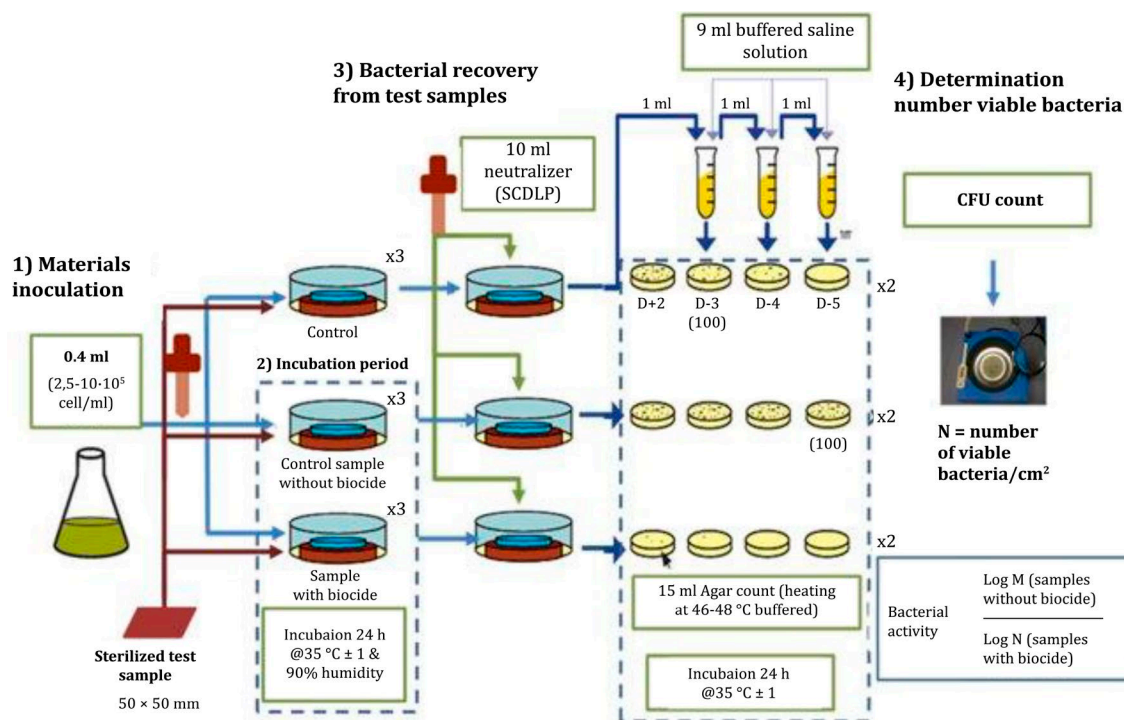 9 ml buffered saline
solution
3) Bacterial recovery
from test samples
4) Determination
number viable bacteria
1 ml
1 ml
1 ml
10 ml
neutralizer
(SCDLP)
CFU count
1) Materials
inoculation
x3
Control
D+2
D-3
(100)
D-4
D-5
x2
0.4 ml
(2,5-10·10⁵
cell/ml)
2) Incubation period
x3
Control sample
without biocide
(100)
x2
N = number
of viable
bacteria/cm²
x3
Sample
with biocide
x2
15 ml Agar count (heating
at 46-48 °C buffered)
Bacterial
activity
Log M (samples
without biocide)
Log N (samples
with biocide)
Incubaion 24 h
@35 °C ± 1 &
90% humidity
Incubaion 24 h
@35 °C ± 1
Sterilized test
sample
50 × 50 mm